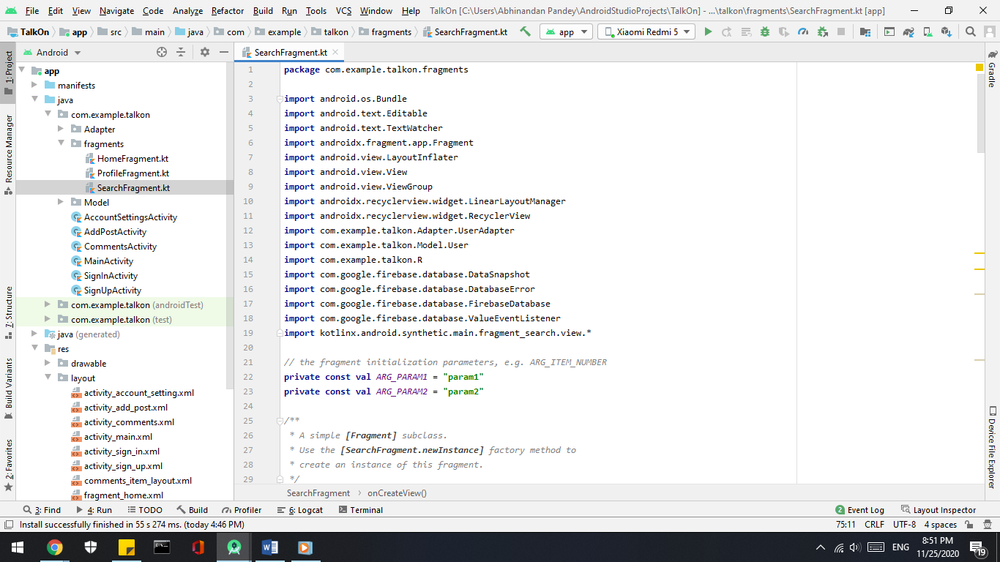 File Edit View Navigate Code Analyze Refactor Build Run Tools VCS Window Help TalkOn [C:\Users\Abhinandan Pandey\AndroidStudioProjects\TalkOn] - ...\talkon\fragments\SearchFragment.kt [app]
TalkOn app src main java com example talkon fragments SearchFragment.kt app Xiaomi Redmi 5
1: Project
Resource Manager
7: Structure
Build Variants
2: Favorites
Android
app
manifests
java
com.example.talkon
Adapter
fragments
HomeFragment.kt
ProfileFragment.kt
SearchFragment.kt
Model
AccountSettingsActivity
AddPostActivity
CommentsActivity
MainActivity
SignInActivity
SignUpActivity
com.example.talkon (androidTest)
com.example.talkon (test)
java (generated)
res
drawable
layout
activity_account_setting.xml
activity_add_post.xml
activity_comments.xml
activity_main.xml
activity_sign_in.xml
activity_sign_up.xml
comments_item_layout.xml
fragment_home.xml
SearchFragment.kt
1 package com.example.talkon.fragments
2
3 import android.os.Bundle
4 import android.text.Editable
5 import android.text.TextWatcher
6 import androidx.fragment.app.Fragment
7 import android.view.LayoutInflater
8 import android.view.View
9 import android.view.ViewGroup
10 import androidx.recyclerview.widget.LinearLayoutManager
11 import androidx.recyclerview.widget.RecyclerView
12 import com.example.talkon.Adapter.UserAdapter
13 import com.example.talkon.Model.User
14 import com.example.talkon.R
15 import com.google.firebase.database.DataSnapshot
16 import com.google.firebase.database.DatabaseError
17 import com.google.firebase.database.FirebaseDatabase
18 import com.google.firebase.database.ValueEventListener
19 import kotlinx.android.synthetic.main.fragment_search.view.*
20
21 // the fragment initialization parameters, e.g. ARG_ITEM_NUMBER
22 private const val ARG_PARAM1 = "param1"
23 private const val ARG_PARAM2 = "param2"
24
25 /**
26 * A simple [Fragment] subclass.
27 * Use the [SearchFragment.newInstance] factory method to
28 * create an instance of this fragment.
29 */
SearchFragment › onCreateView()
Gradle
Device File Explorer
3: Find 4: Run TODO Build Profiler 6: Logcat Terminal 2 Event Log Layout Inspector
Install successfully finished in 55 s 274 ms. (today 4:46 PM) 75:11 CRLF UTF-8 4 spaces
ENG 8:51 PM
11/25/2020 19